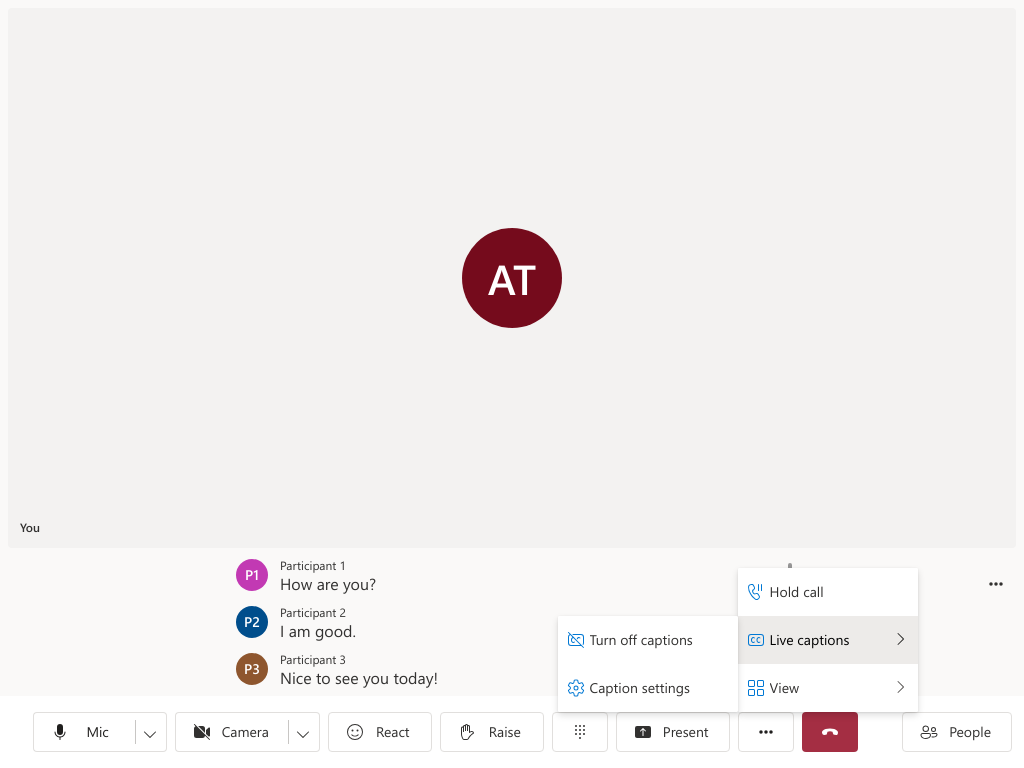 AT
You
P1
Participant 1
How are you?
P2
Participant 2
I am good.
P3
Participant 3
Nice to see you today!
Hold call
Turn off captions
Live captions
Caption settings
View
Mic
Camera
React
Raise
Present
People